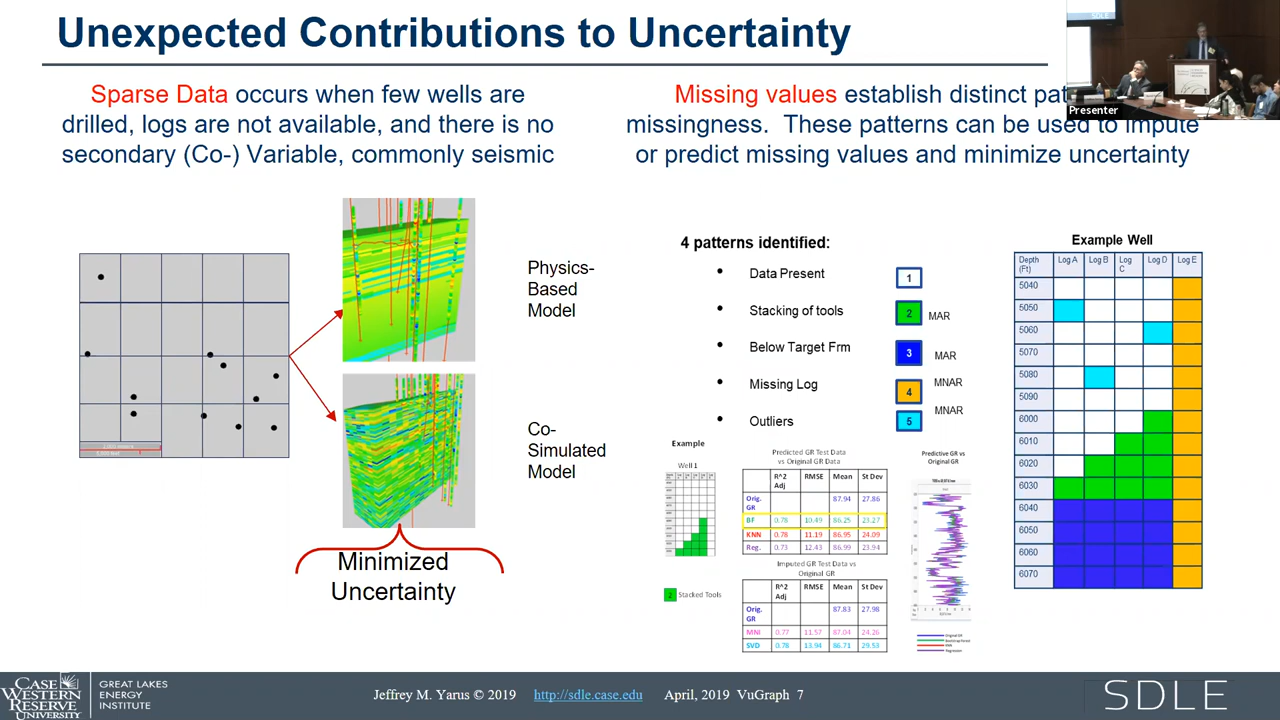 Unexpected Contributions to Uncertainty
SDLE
Presenter
Sparse Data occurs when few wells are
drilled, logs are not available, and there is no
secondary (Co-) Variable, commonly seismic
Missing values establish distinct
missingness. These patterns can be used to impute
or predict missing values and minimize uncertainty
Physics-
Based
Model
Co-
Simulated
Model
Minimized
Uncertainty
4 patterns identified:
• Data Present 1
• Stacking of tools 2 MAR
• Below Target Frm 3 MAR
• Missing Log 4 MNAR
• Outliers 5 MNAR
Example
Well 1
2 Stacked Tools
Predicted GR Test Data
vs Original GR Data
R^2 Adj RMSE Mean St Dev
Orig. GR 87.94 27.86
BF 0.78 10.49 86.25 23.27
KNN 0.78 11.19 86.95 24.09
Reg. 0.73 12.43 86.99 23.94
Imputed GR Test Data vs
Original GR
R^2 Adj RMSE Mean St Dev
Orig. GR 87.83 27.98
MNI 0.77 11.57 87.04 24.26
SVD 0.78 13.94 86.71 29.53
Predictive GR vs
Original GR
Example Well
Depth (Ft) Log A Log B Log C Log D Log E
5040
5050
5060
5070
5080
5090
6000
6010
6020
6030
6040
6050
6060
6070
CASE
WESTERN
RESERVE
UNIVERSITY
GREAT LAKES
ENERGY
INSTITUTE
Jeffrey M. Yarus © 2019 http://sdle.case.edu April, 2019 VuGraph 7
SDLE